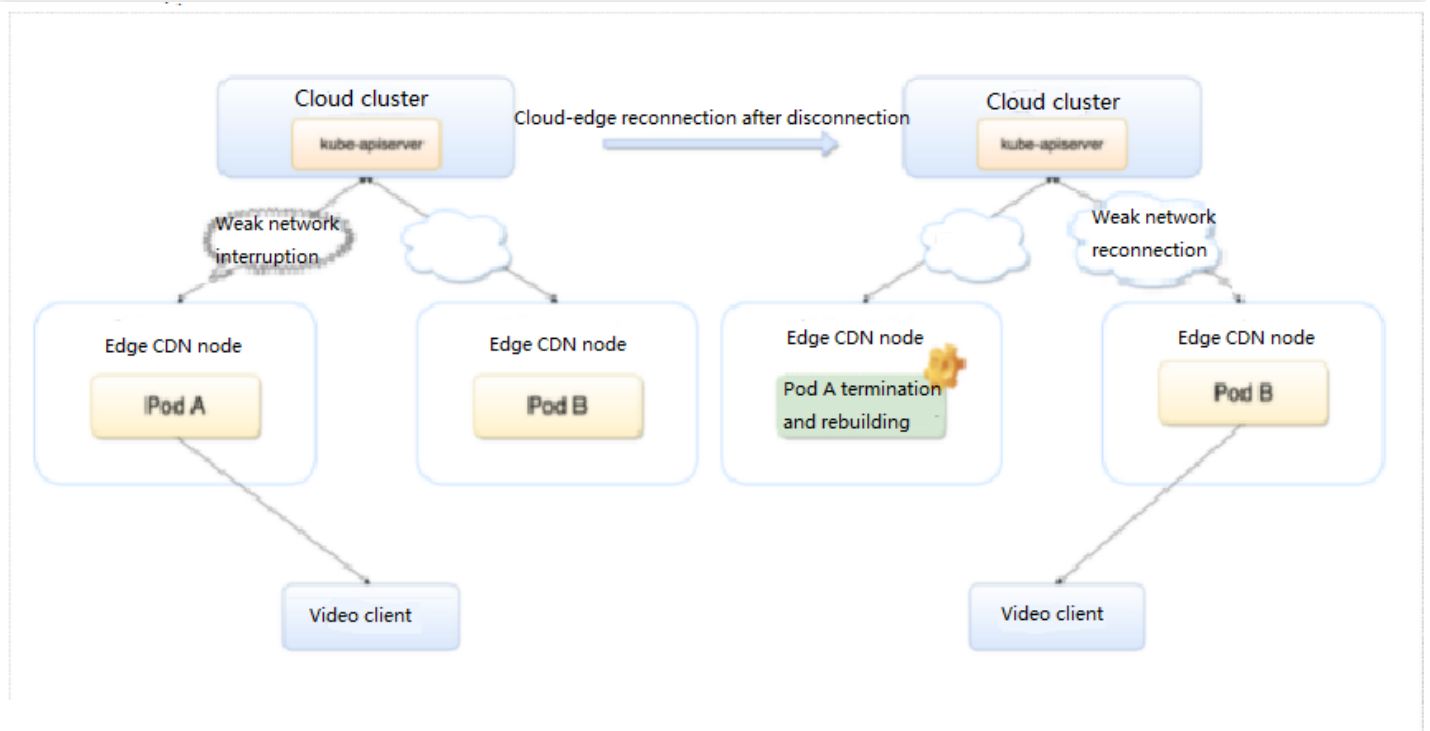 Cloud cluster
kube-apiserver
Cloud-edge reconnection after disconnection
Cloud cluster
kube-apiserver
Weak network
interruption
Weak network
reconnection
Edge CDN node
Pod A
Edge CDN node
Pod B
Edge CDN node
Pod A termination
and rebuilding
Edge CDN node
Pod B
Video client
Video client